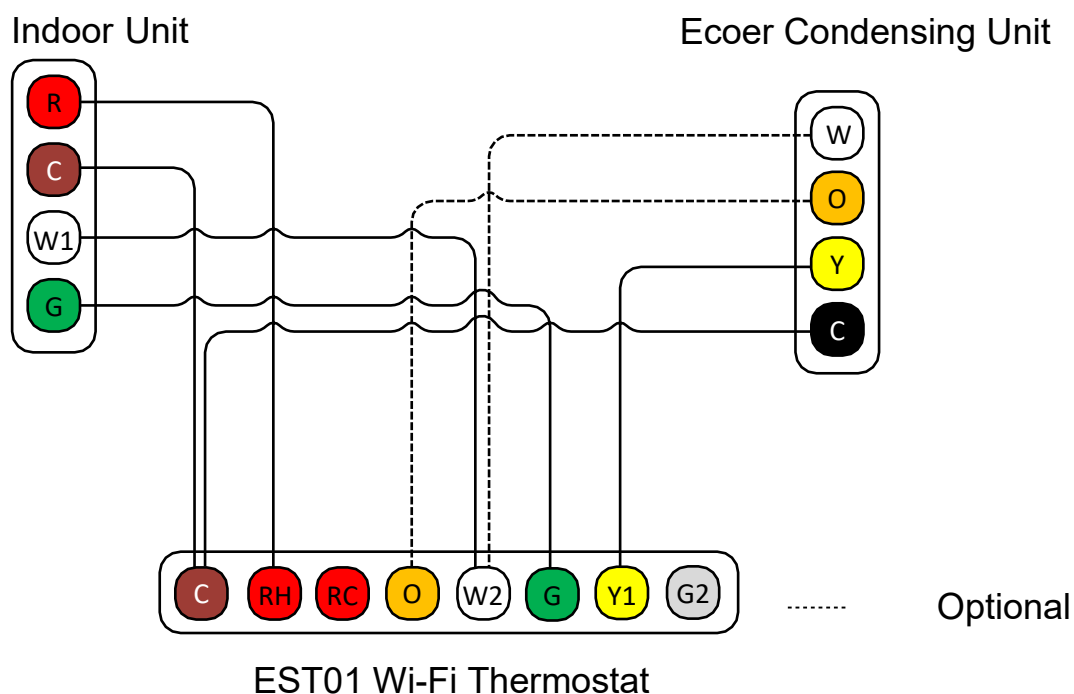 Indoor Unit
Ecoer Condensing Unit
R
C
W1
G
W
O
Y
C
C RH RC O W2 G Y1 G2
Optional
EST01 Wi-Fi Thermostat